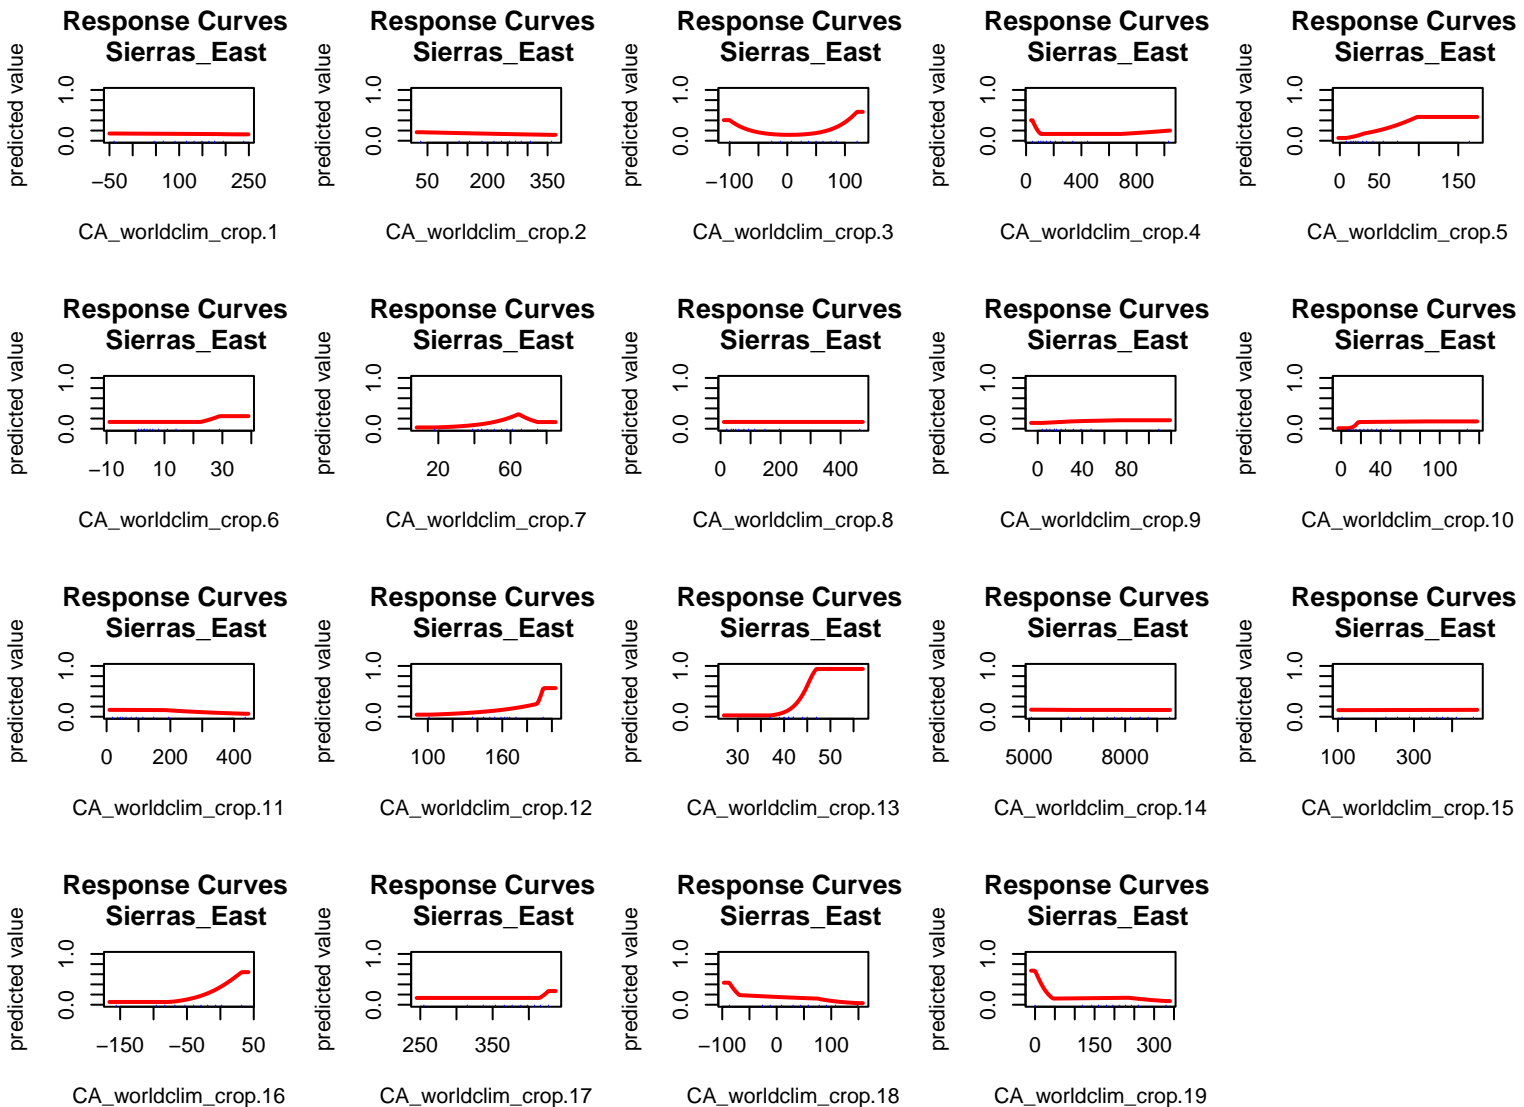 Response Curves
Sierras_East
predicted value
0.0 1.0
−50 100 250
CA_worldclim_crop.1
Response Curves
Sierras_East
predicted value
0.0 1.0
50 200 350
CA_worldclim_crop.2
Response Curves
Sierras_East
predicted value
0.0 1.0
−100 0 100
CA_worldclim_crop.3
Response Curves
Sierras_East
predicted value
0.0 1.0
0 400 800
CA_worldclim_crop.4
Response Curves
Sierras_East
predicted value
0.0 1.0
0 50 150
CA_worldclim_crop.5
Response Curves
Sierras_East
predicted value
0.0 1.0
−10 10 30
CA_worldclim_crop.6
Response Curves
Sierras_East
predicted value
0.0 1.0
20 60
CA_worldclim_crop.7
Response Curves
Sierras_East
predicted value
0.0 1.0
0 200 400
CA_worldclim_crop.8
Response Curves
Sierras_East
predicted value
0.0 1.0
0 40 80
CA_worldclim_crop.9
Response Curves
Sierras_East
predicted value
0.0 1.0
0 40 100
CA_worldclim_crop.10
Response Curves
Sierras_East
predicted value
0.0 1.0
0 200 400
CA_worldclim_crop.11
Response Curves
Sierras_East
predicted value
0.0 1.0
100 160
CA_worldclim_crop.12
Response Curves
Sierras_East
predicted value
0.0 1.0
30 40 50
CA_worldclim_crop.13
Response Curves
Sierras_East
predicted value
0.0 1.0
5000 8000
CA_worldclim_crop.14
Response Curves
Sierras_East
predicted value
0.0 1.0
100 300
CA_worldclim_crop.15
Response Curves
Sierras_East
predicted value
0.0 1.0
−150 −50 50
CA_worldclim_crop.16
Response Curves
Sierras_East
predicted value
0.0 1.0
250 350
CA_worldclim_crop.17
Response Curves
Sierras_East
predicted value
0.0 1.0
−100 0 100
CA_worldclim_crop.18
Response Curves
Sierras_East
predicted value
0.0 1.0
0 150 300
CA_worldclim_crop.19